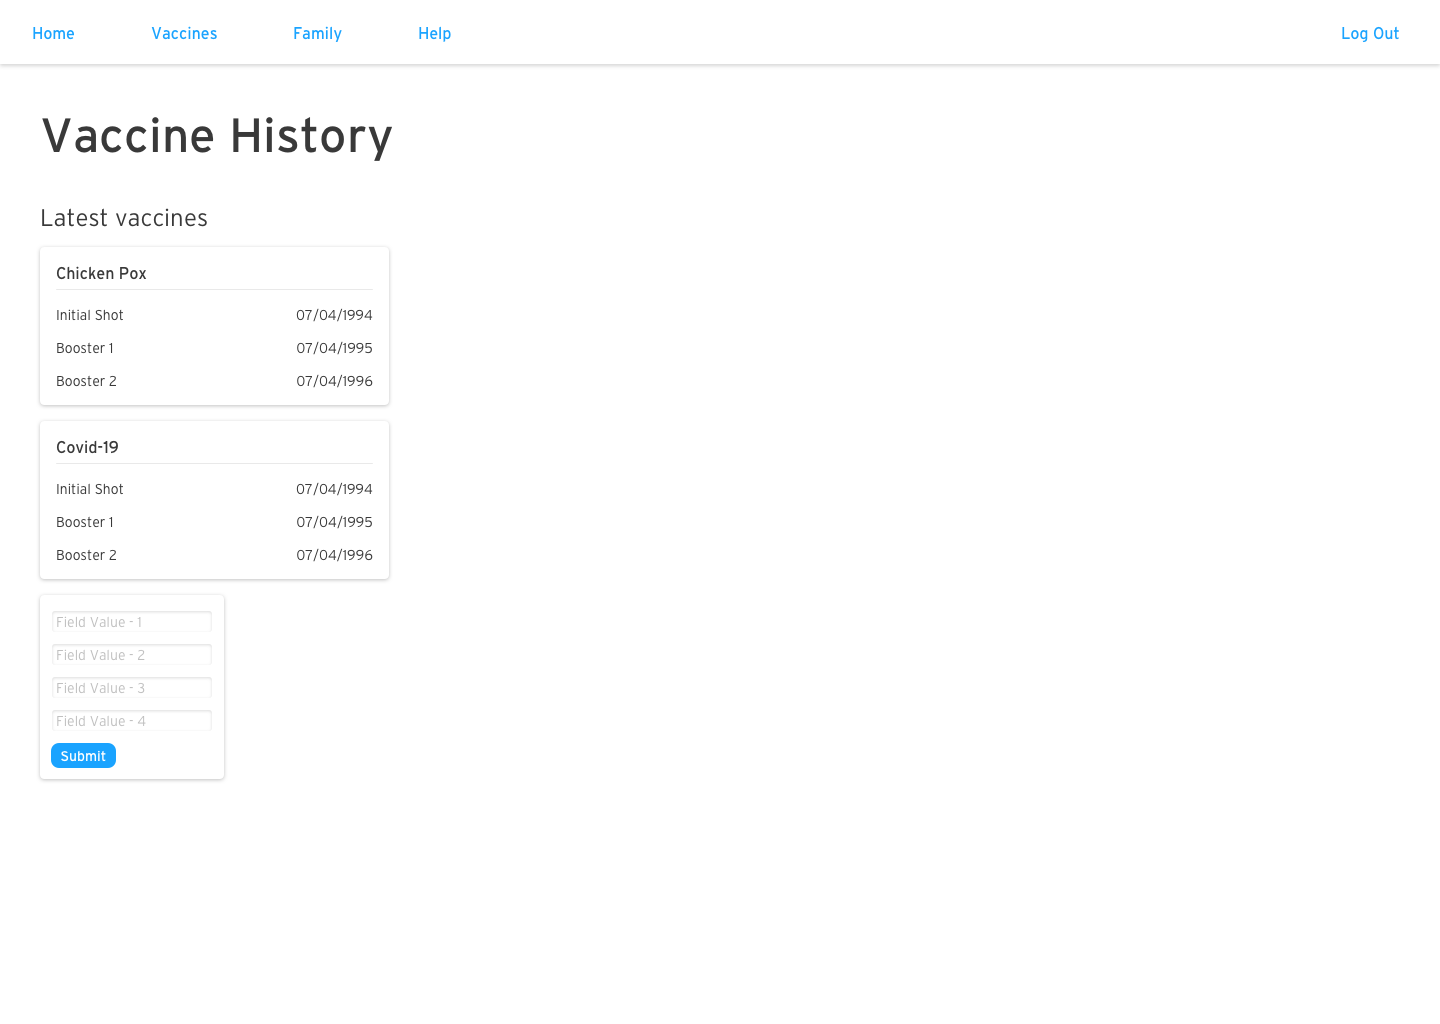 Home Vaccines Family Help Log Out
Vaccine History
Latest vaccines
Chicken Pox
Initial Shot 07/04/1994
Booster 1 07/04/1995
Booster 2 07/04/1996
Covid-19
Initial Shot 07/04/1994
Booster 1 07/04/1995
Booster 2 07/04/1996
Field Value - 1
Field Value - 2
Field Value - 3
Field Value - 4
Submit